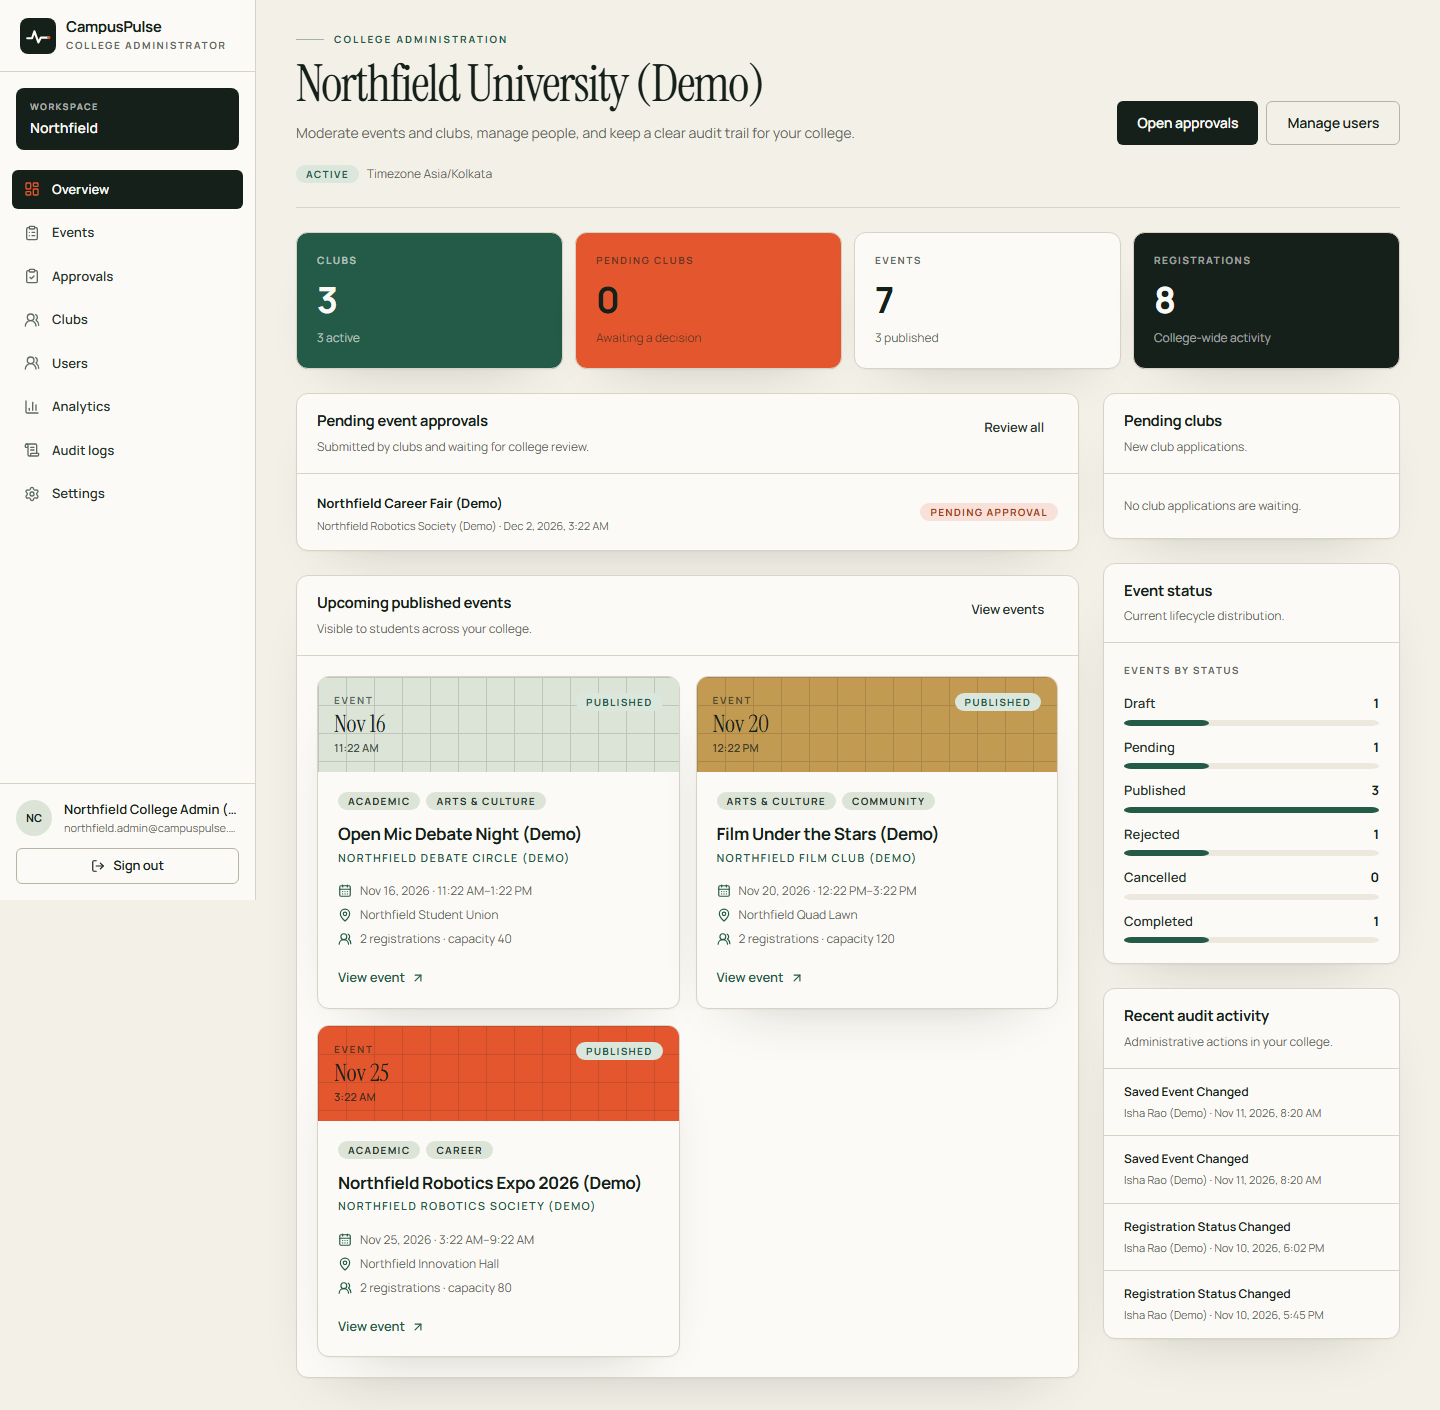 CampusPulse
COLLEGE ADMINISTRATOR
WORKSPACE
Northfield
Overview
Events
Approvals
Clubs
Users
Analytics
Audit logs
Settings
NC
Northfield College Admin (...
northfield.admin@campuspulse....
Sign out
COLLEGE ADMINISTRATION
Northfield University (Demo)
Moderate events and clubs, manage people, and keep a clear audit trail for your college.
ACTIVE
Timezone Asia/Kolkata
Open approvals
Manage users
CLUBS
3
3 active
PENDING CLUBS
0
Awaiting a decision
EVENTS
7
3 published
REGISTRATIONS
8
College-wide activity
Pending event approvals
Submitted by clubs and waiting for college review.
Review all
Northfield Career Fair (Demo)
Northfield Robotics Society (Demo) · Dec 2, 2026, 3:22 AM
PENDING APPROVAL
Upcoming published events
Visible to students across your college.
View events
EVENT
Nov 16
11:22 AM
PUBLISHED
ACADEMIC
ARTS & CULTURE
Open Mic Debate Night (Demo)
NORTHFIELD DEBATE CIRCLE (DEMO)
Nov 16, 2026 · 11:22 AM–1:22 PM
Northfield Student Union
2 registrations · capacity 40
View event
EVENT
Nov 20
12:22 PM
PUBLISHED
ARTS & CULTURE
COMMUNITY
Film Under the Stars (Demo)
NORTHFIELD FILM CLUB (DEMO)
Nov 20, 2026 · 12:22 PM–3:22 PM
Northfield Quad Lawn
2 registrations · capacity 120
View event
EVENT
Nov 25
3:22 AM
PUBLISHED
ACADEMIC
CAREER
Northfield Robotics Expo 2026 (Demo)
NORTHFIELD ROBOTICS SOCIETY (DEMO)
Nov 25, 2026 · 3:22 AM–9:22 AM
Northfield Innovation Hall
2 registrations · capacity 80
View event
Pending clubs
New club applications.
No club applications are waiting.
Event status
Current lifecycle distribution.
EVENTS BY STATUS
Draft 1
Pending 1
Published 3
Rejected 1
Cancelled 0
Completed 1
Recent audit activity
Administrative actions in your college.
Saved Event Changed
Isha Rao (Demo) · Nov 11, 2026, 8:20 AM
Saved Event Changed
Isha Rao (Demo) · Nov 11, 2026, 8:20 AM
Registration Status Changed
Isha Rao (Demo) · Nov 10, 2026, 6:02 PM
Registration Status Changed
Isha Rao (Demo) · Nov 10, 2026, 5:45 PM